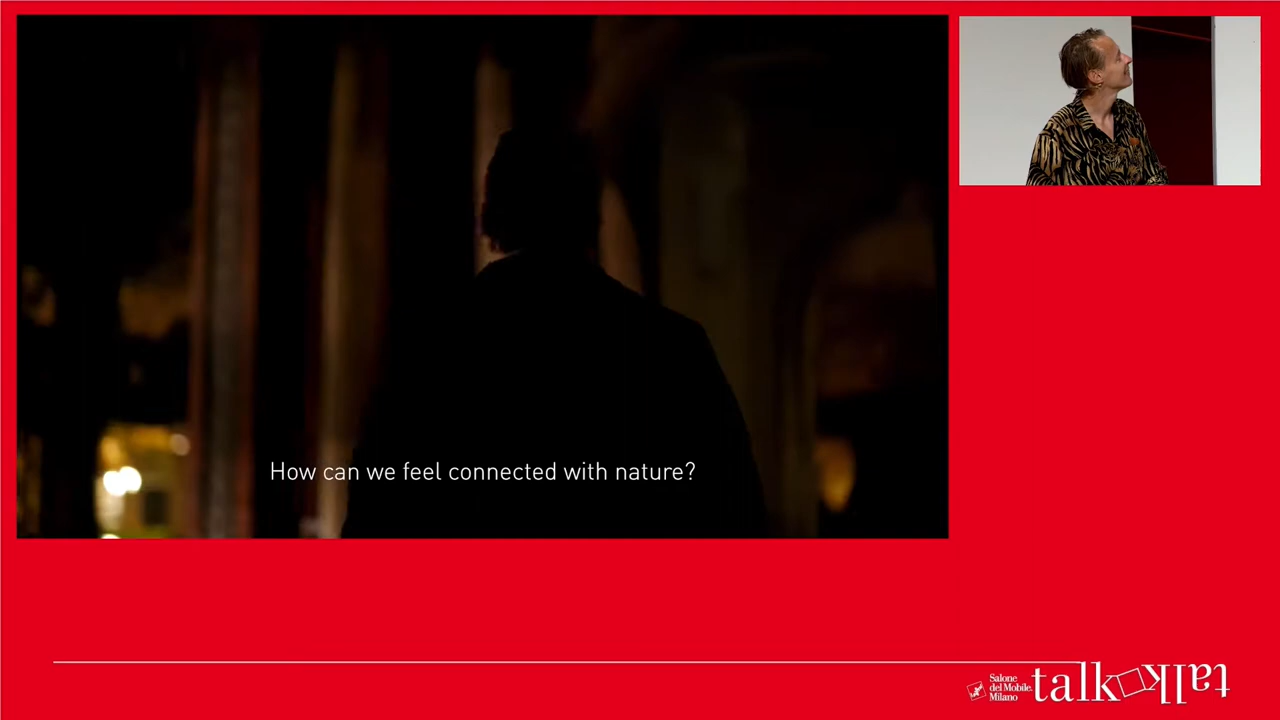 How can we feel connected with nature?
Salone
del Mobile.
Milano
talk talk